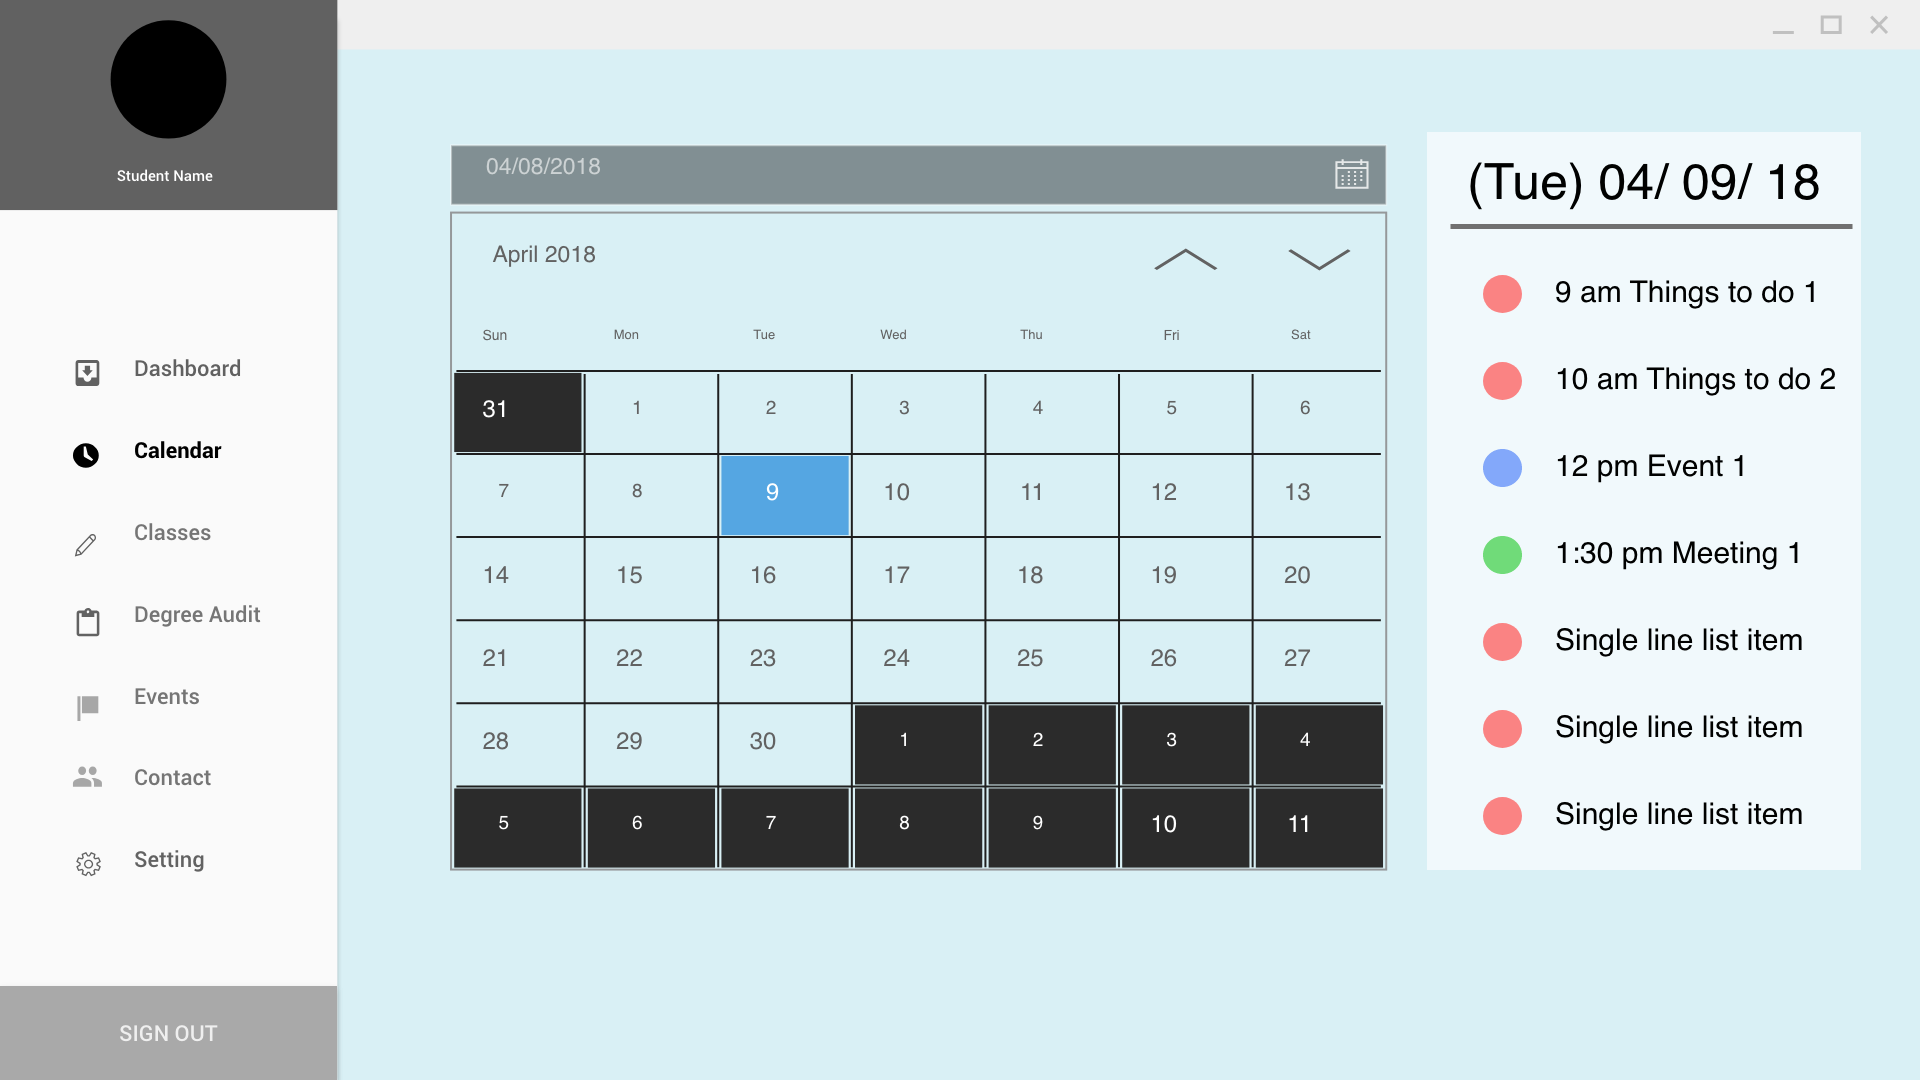 Student Name
Dashboard
Calendar
Classes
Degree Audit
Events
Contact
Setting
SIGN OUT
04/08/2018
April 2018
Sun Mon Tue Wed Thu Fri Sat
31 1 2 3 4 5 6
7 8 9 10 11 12 13
14 15 16 17 18 19 20
21 22 23 24 25 26 27
28 29 30 1 2 3 4
5 6 7 8 9 10 11
(Tue) 04/ 09/ 18
9 am Things to do 1
10 am Things to do 2
12 pm Event 1
1:30 pm Meeting 1
Single line list item
Single line list item
Single line list item